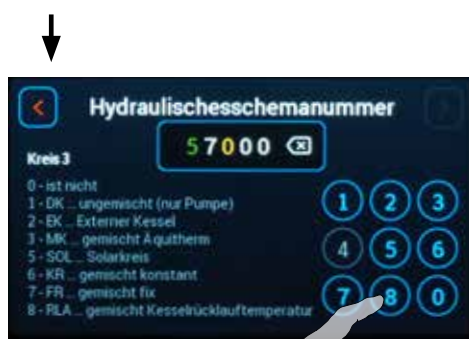 Hydraulischesschemanummer
57000
Kreis 3
0 - ist nicht
1 - DK ... ungemischt (nur Pumpe)
2 - EK ... Externer Kessel
3 - MK ... gemischt Äquitherm
5 - SOL ... Solarkreis
6 - KR ... gemischt konstant
7 - FR ... gemischt fix
8 - RLA ... gemischt Kesselrücklauftemperatur
1 2 3
4 5 6
7 8 0